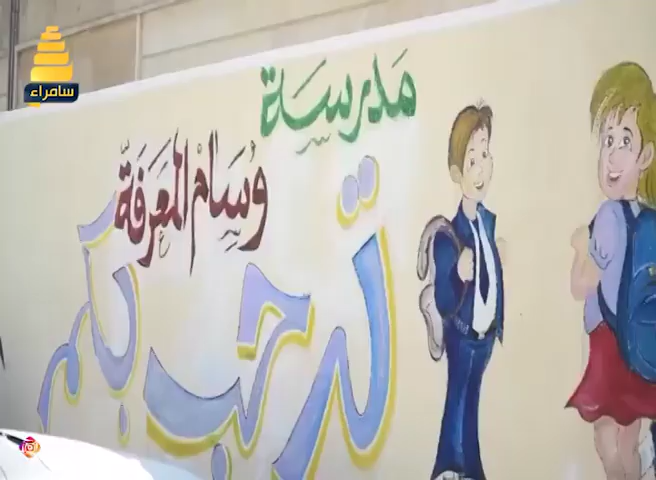 سامراء
مدرسة
وسام المعرفة
ترحب بكم